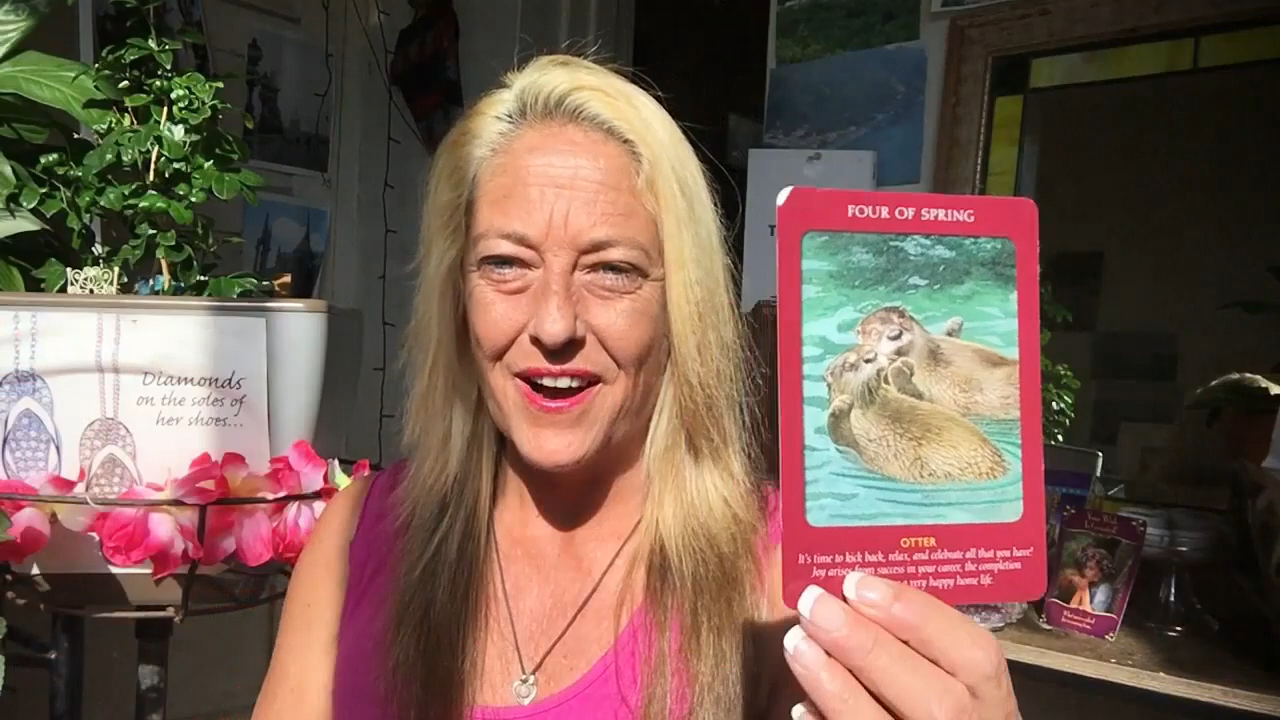 Diamonds
on the soles of
her shoes...
FOUR OF SPRING
OTTER
It's time to kick back, relax, and celebrate all that you have!
Joy arises from success in your career, the completion
a very happy home life.